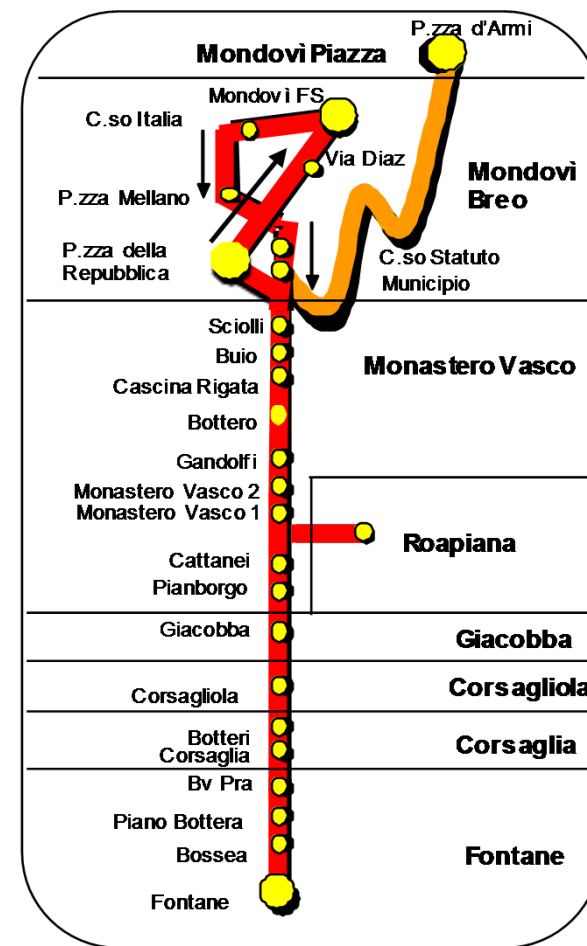 P.zza d'Armi
Mondovì Piazza
Mondovì FS
C.so Italia
Via Diaz
Mondovì
Breo
P.zza Mellano
P.zza della
Repubblica
C.so Statuto
Municipio
Sciolli
Buio
Monastero Vasco
Cascina Rigata
Bottero
Gandolfi
Monastero Vasco 2
Monastero Vasco 1
Roapiana
Cattanei
Pianborgo
Giacobba
Giacobba
Corsagliola
Corsagliola
Botteri
Corsaglia
Corsaglia
Bv Pra
Piano Bottera
Bossea
Fontane
Fontane